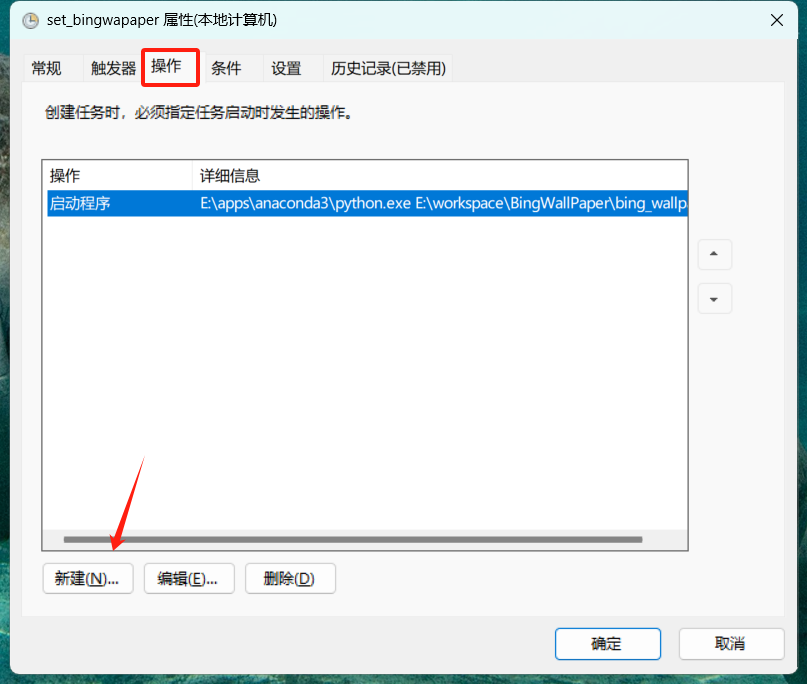 set_bingwapaper 属性(本地计算机)
常规 触发器 操作 条件 设置 历史记录(已禁用)
创建任务时，必须指定任务启动时发生的操作。
操作 详细信息
启动程序 E:\apps\anaconda3\python.exe E:\workspace\BingWallPaper\bing_wallpa
新建(N)... 编辑(E)... 删除(D)
确定 取消